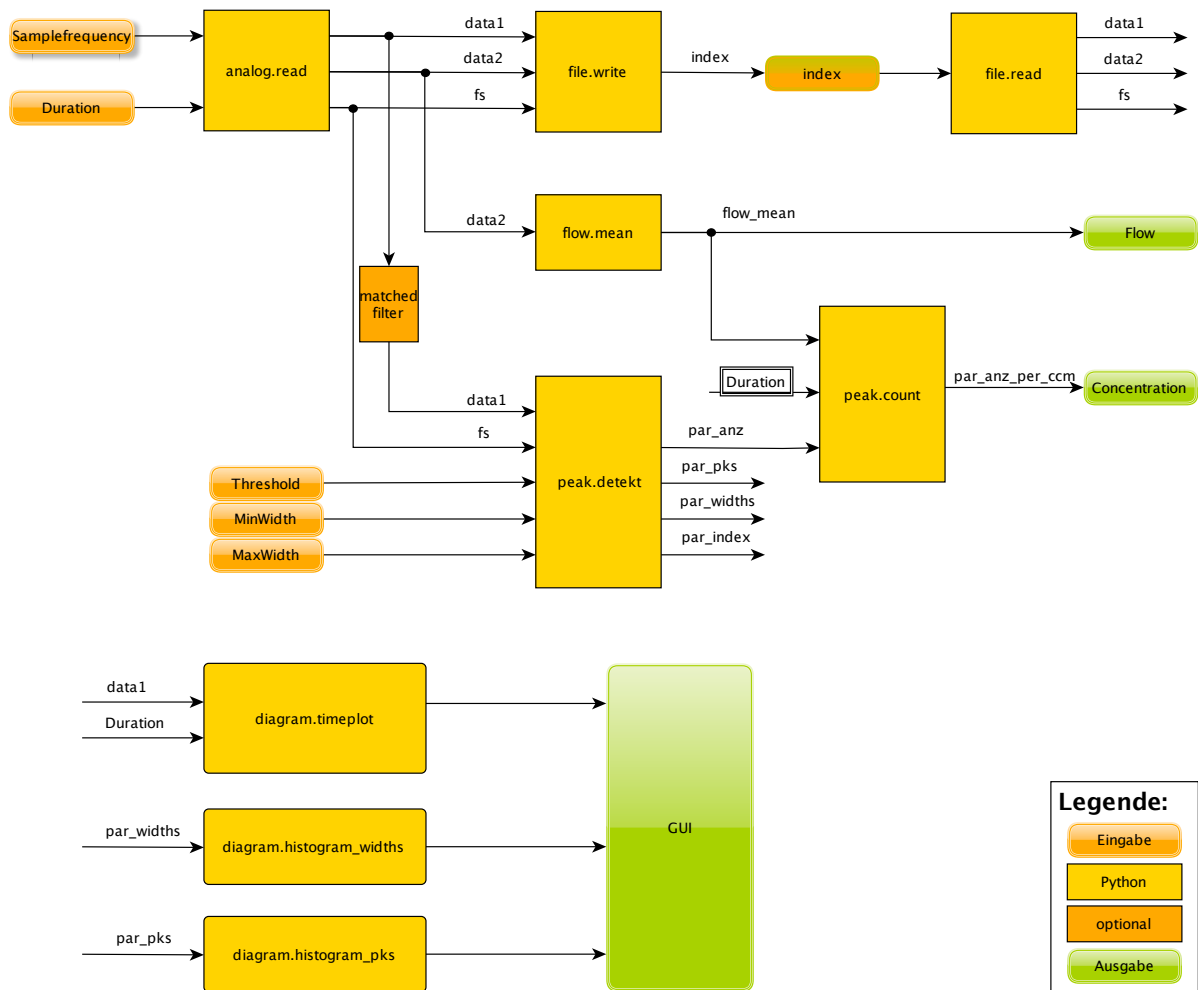 Samplefrequency
Duration
analog.read
data1
data2
fs
file.write
index
index
file.read
data1
data2
fs
data2
flow.mean
flow_mean
Flow
matched
filter
data1
fs
Threshold
MinWidth
MaxWidth
peak.detekt
par_anz
par_pks
par_widths
par_index
Duration
peak.count
par_anz_per_ccm
Concentration
data1
Duration
diagram.timeplot
par_widths
diagram.histogram_widths
par_pks
diagram.histogram_pks
GUI
Legende:
Eingabe
Python
optional
Ausgabe